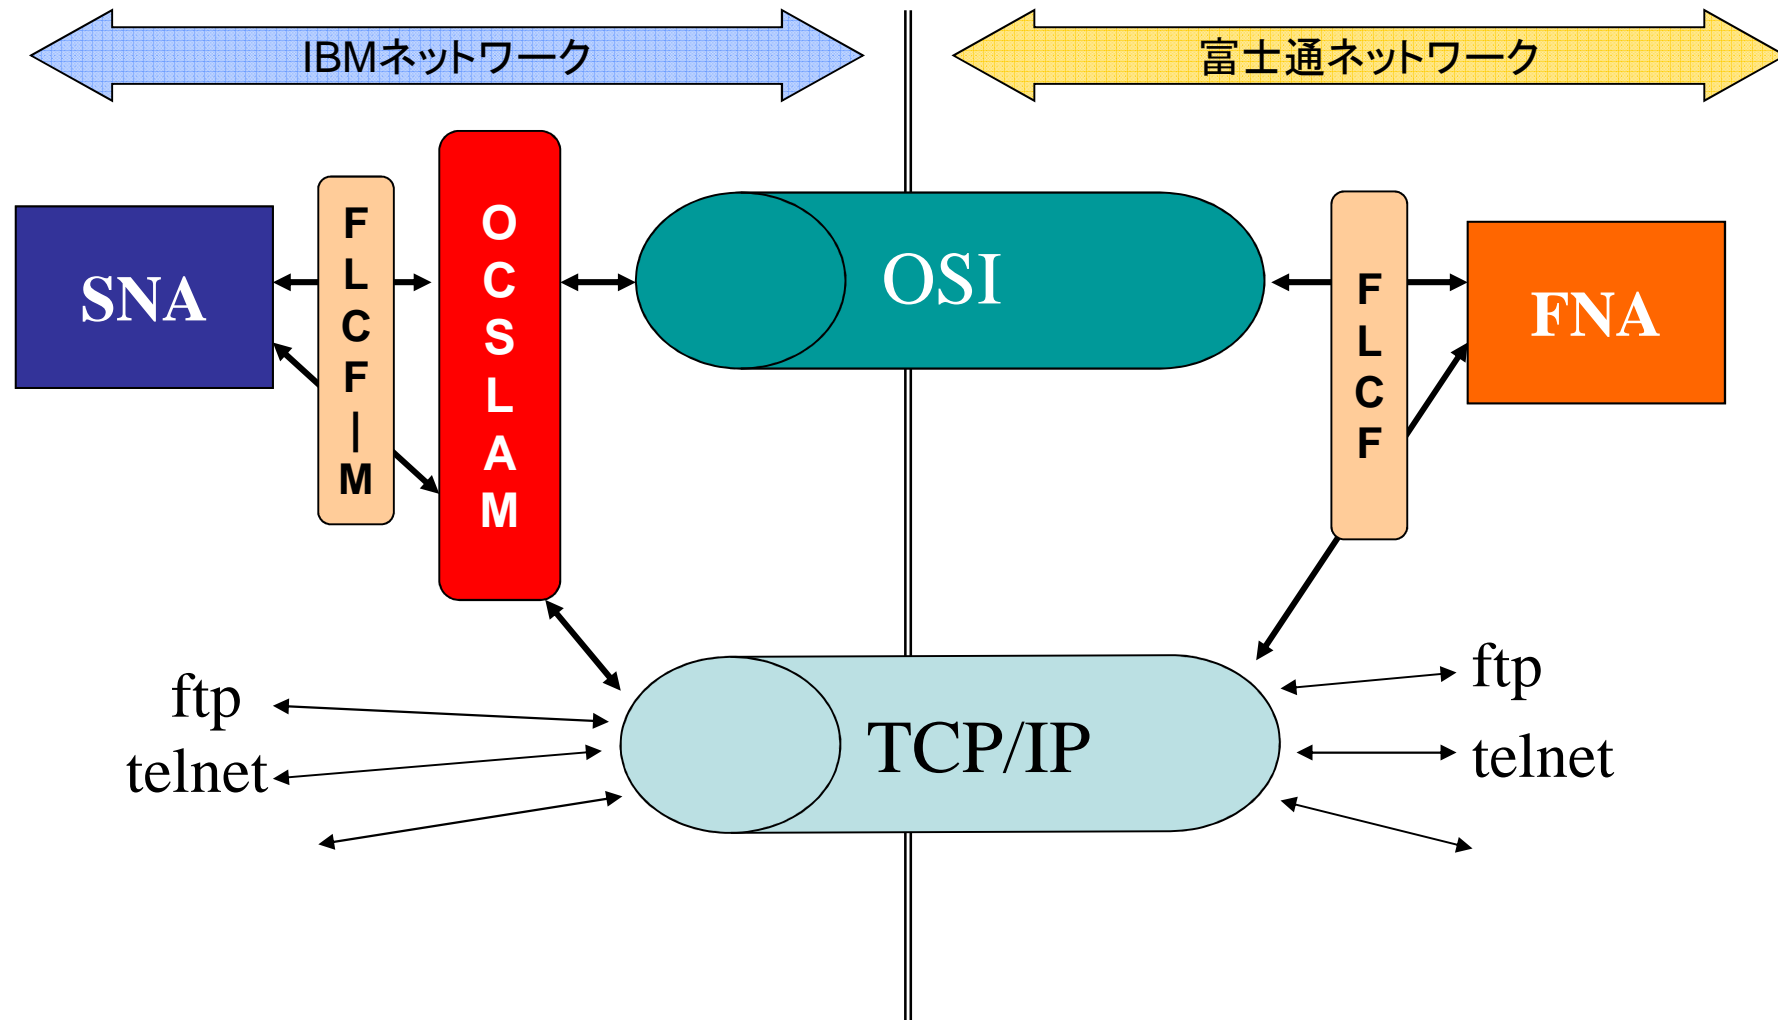 IBMネットワーク
富士通ネットワーク
SNA
FLCF|M
OCSLAM
OSI
FLCF
FNA
ftp
telnet
TCP/IP
ftp
telnet